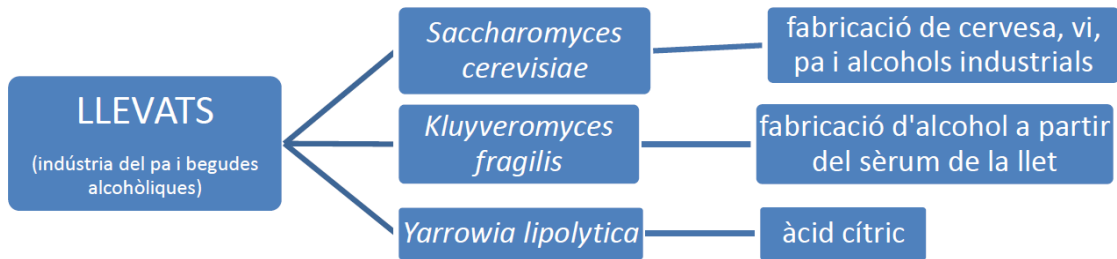 LLEVATS
(indústria del pa i begudes
alcohòliques)
Saccharomyces
cerevisiae
fabricació de cervesa, vi,
pa i alcohols industrials
Kluyveromyces
fragilis
fabricació d'alcohol a partir
del sèrum de la llet
Yarrowia lipolytica
àcid cítric